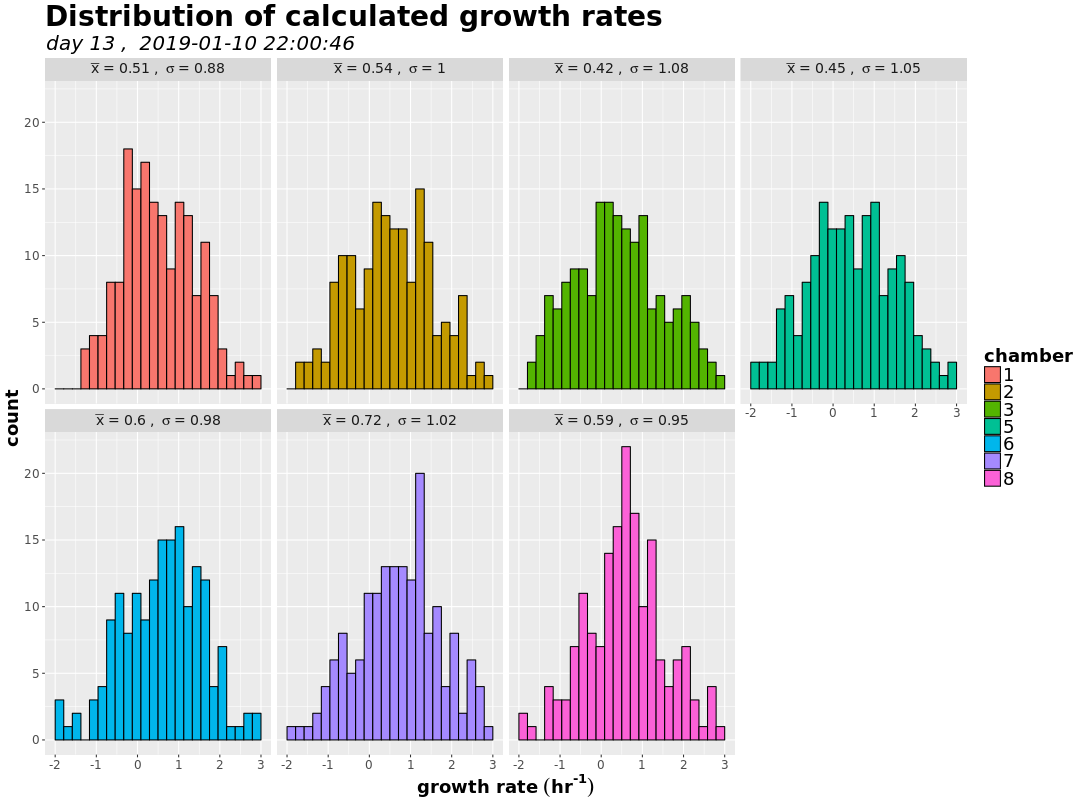 Distribution of calculated growth rates
day 13 ,  2019-01-10 22:00:46
x̅ = 0.51 ,  σ = 0.88
x̅ = 0.54 ,  σ = 1
x̅ = 0.42 ,  σ = 1.08
x̅ = 0.45 ,  σ = 1.05
20
15
10
5
0
-2 -1 0 1 2 3
x̅ = 0.6 ,  σ = 0.98
x̅ = 0.72 ,  σ = 1.02
x̅ = 0.59 ,  σ = 0.95
20
15
10
5
0
-2 -1 0 1 2 3
-2 -1 0 1 2 3
-2 -1 0 1 2 3
count
growth rate (hr⁻¹)
chamber
1
2
3
5
6
7
8